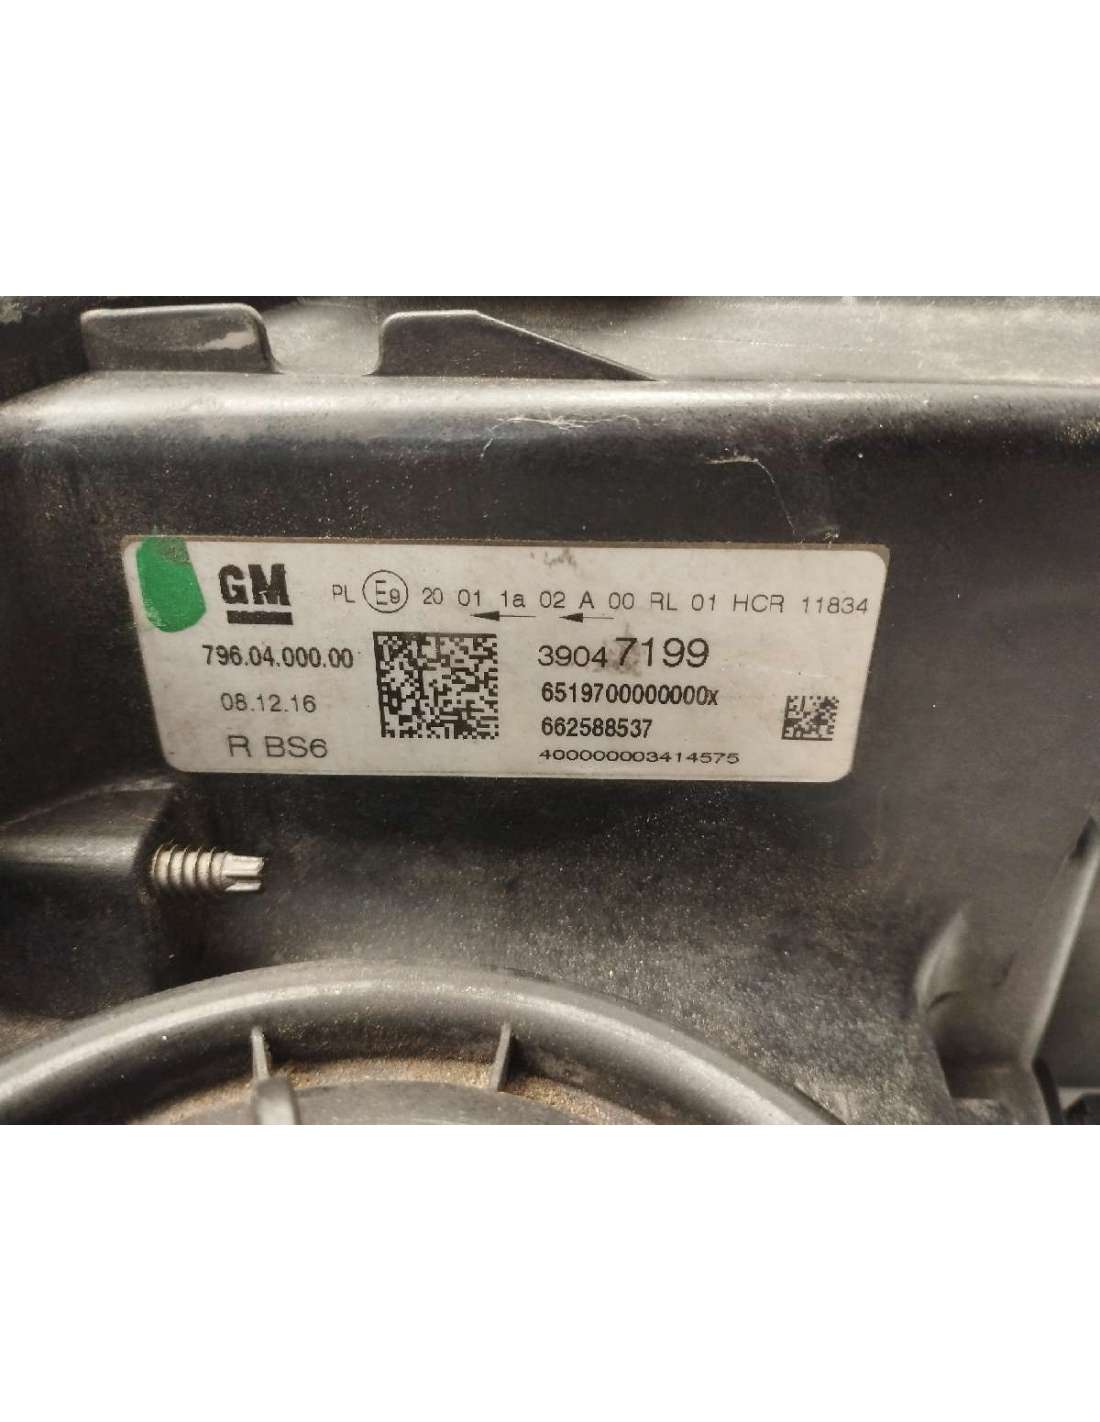 GM PL E9 20 01 1a 02 A 00 RL 01 HCR 11834
796.04.000.00 39047199
08.12.16 6519700000000x
662588537
R BS6 400000003414575